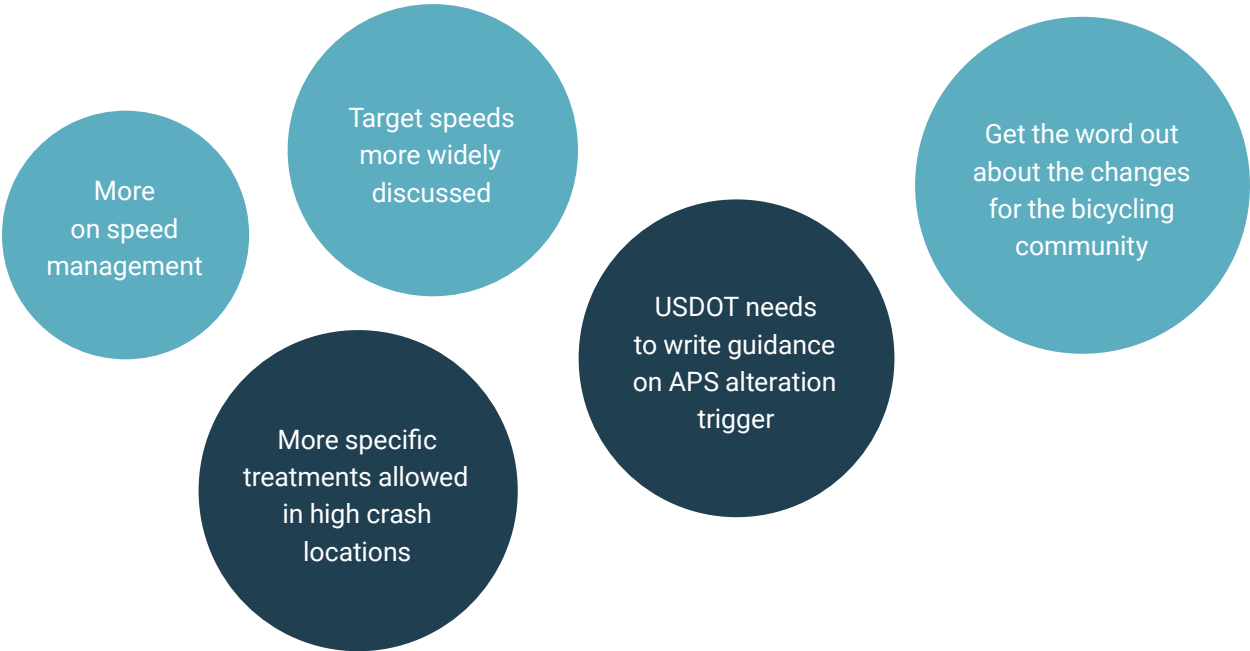 More
on speed
management
Target speeds
more widely
discussed
Get the word out
about the changes
for the bicycling
community
USDOT needs
to write guidance
on APS alteration
trigger
More specific
treatments allowed
in high crash
locations